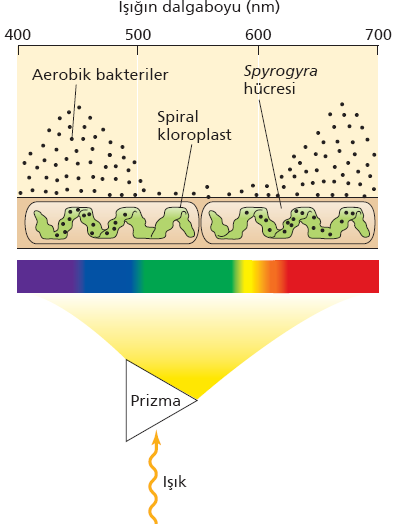 Işığın dalgaboyu (nm)
400 500 600 700
Aerobik bakteriler
Spyrogyra
hücresi
Spiral
kloroplast
Prizma
Işık